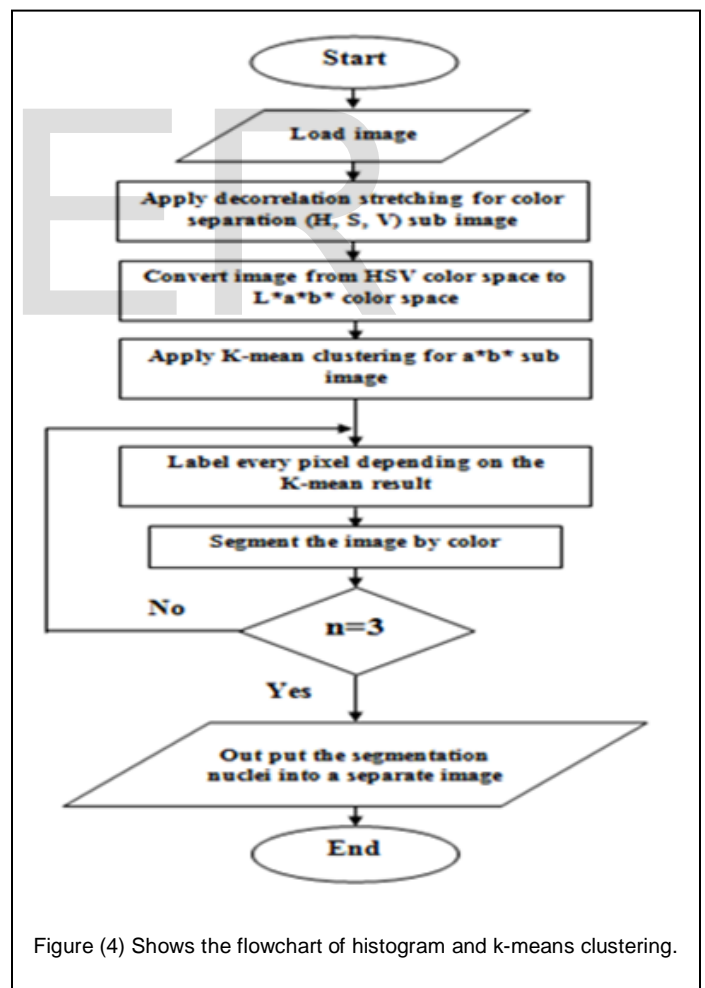 Start
Load image
Apply decorrelation stretching for color
separation (H, S, V) sub image
Convert image from HSV color space to
L*a*b* color space
Apply K-mean clustering for a*b* sub
image
Label every pixel depending on the
K-mean result
Segment the image by color
No
n=3
Yes
Out put the segmentation
nuclei into a separate image
End
Figure (4) Shows the flowchart of histogram and k-means clustering.
ER